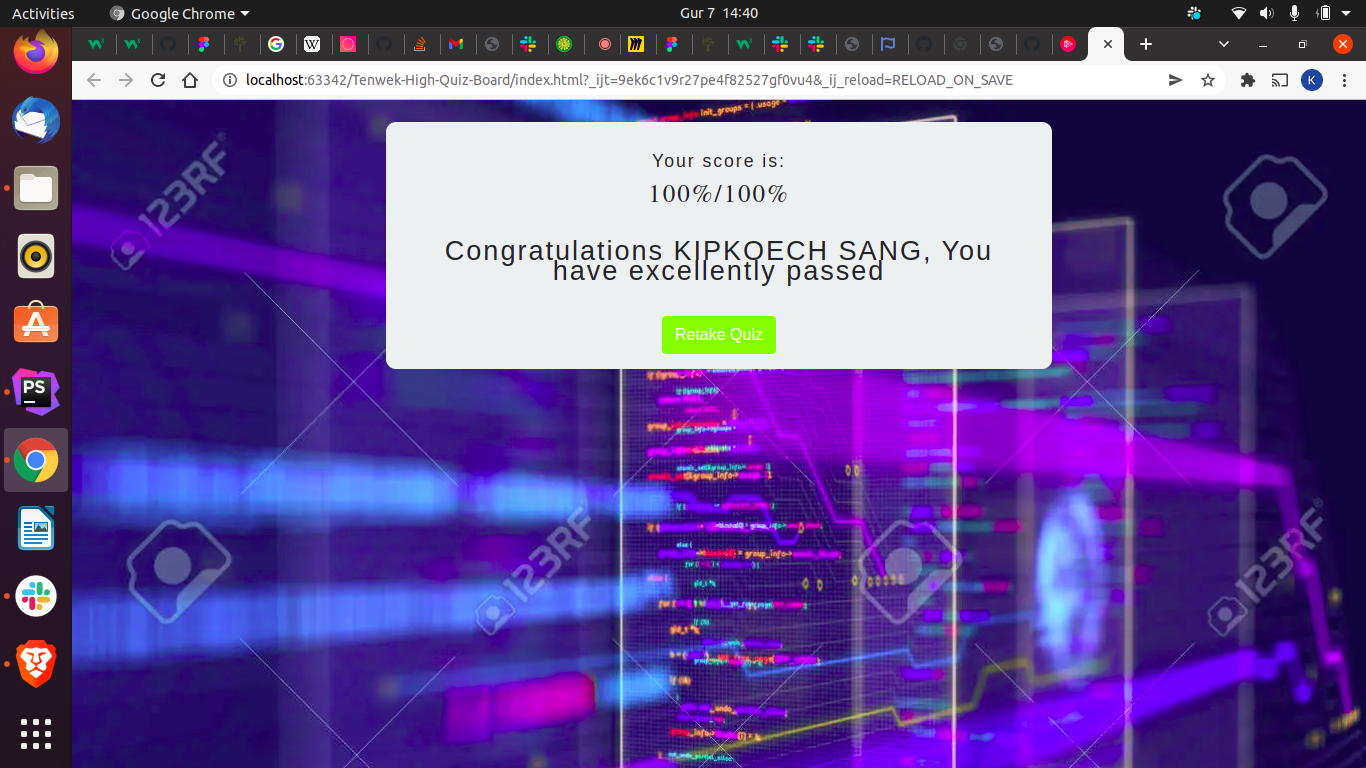 Activities
Google Chrome
Gur 7 14:40
localhost:63342/Tenwek-High-Quiz-Board/index.html?_ijt=9ek6c1v9r27pe4f82527gf0vu4&_ij_reload=RELOAD_ON_SAVE
K
PS
Your score is:
100%/100%
Congratulations KIPKOECH SANG, You
have excellently passed
Retake Quiz
123RF
123RF
123RF